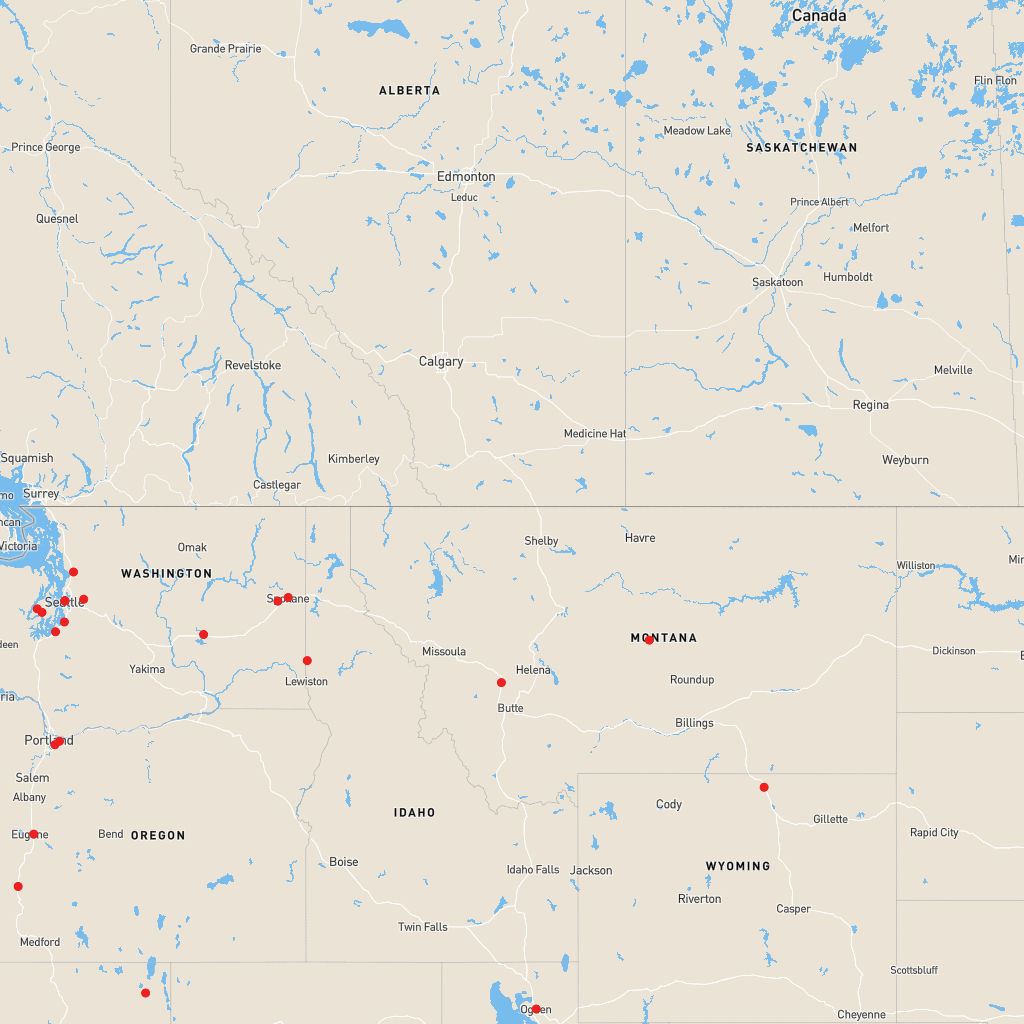 Canada
Grande Prairie
Flin Flon
ALBERTA
Meadow Lake
Prince George
SASKATCHEWAN
Edmonton
Leduc
Prince Albert
Quesnel
Melfort
Humboldt
Saskatoon
Calgary
Revelstoke
Melville
Regina
Medicine Hat
Squamish
Kimberley
Weyburn
Castlegar
mo
Surrey
ncan
Victoria
Omak
Shelby
Havre
Williston
WASHINGTON
Seattle
Spokane
MONTANA
Missoula
Dickinson
Yakima
Helena
Lewiston
Roundup
Butte
Billings
Portland
Salem
Albany
Cody
IDAHO
Gillette
Eugene
Bend
OREGON
Rapid City
Boise
Idaho Falls
Jackson
WYOMING
Riverton
Casper
Twin Falls
Medford
Scottsbluff
Ogden
Cheyenne